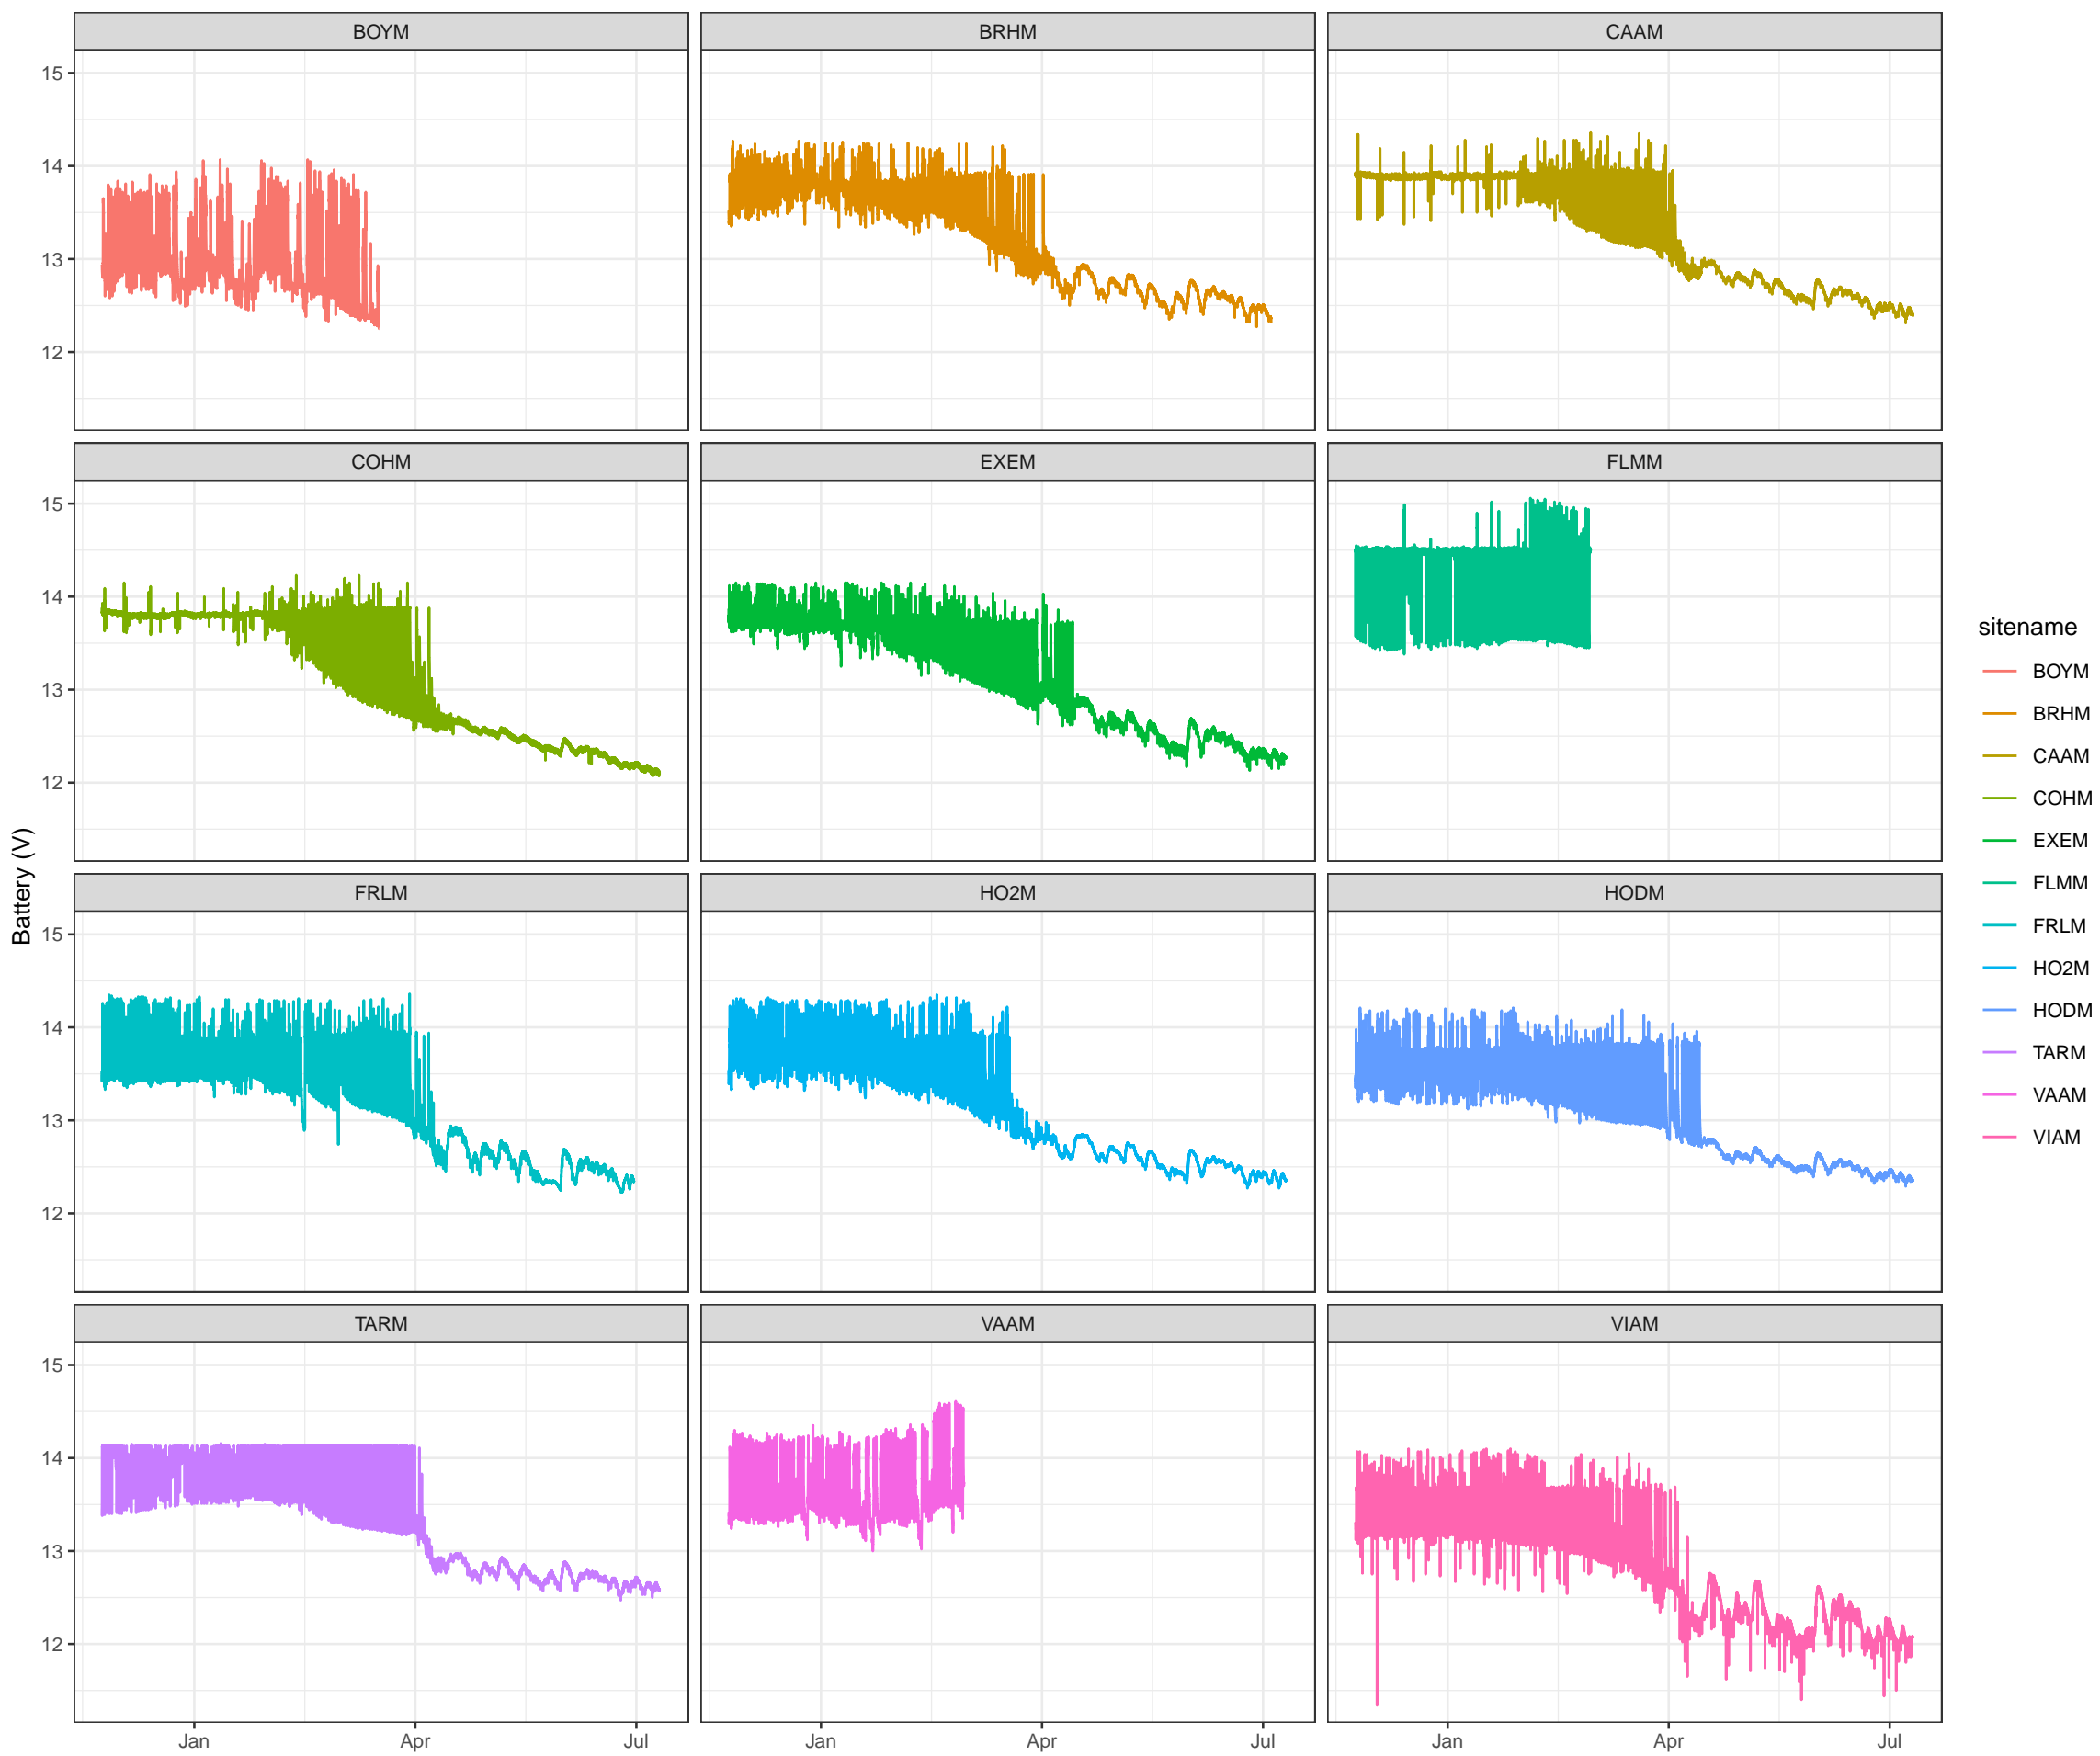 BOYM BRHM CAAM
15
14
13
12
COHM EXEM FLMM
15
14
13
12
Battery (V)
FRLM HO2M HODM
15
14
13
12
TARM VAAM VIAM
15
14
13
12
Jan Apr Jul Jan Apr Jul Jan Apr Jul
sitename
BOYM
BRHM
CAAM
COHM
EXEM
FLMM
FRLM
HO2M
HODM
TARM
VAAM
VIAM